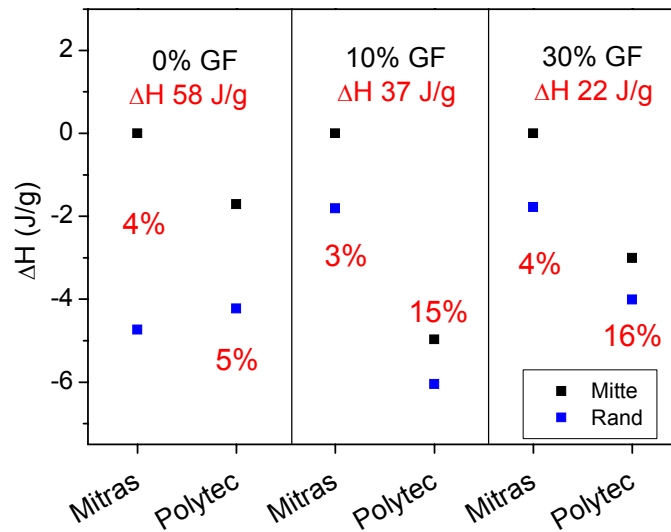 0% GF
ΔH 58 J/g
10% GF
ΔH 37 J/g
30% GF
ΔH 22 J/g
ΔH (J/g)
2
0
-2
-4
-6
4%
5%
3%
15%
4%
16%
Mitte
Rand
Mitras
Polytec
Mitras
Polytec
Mitras
Polytec